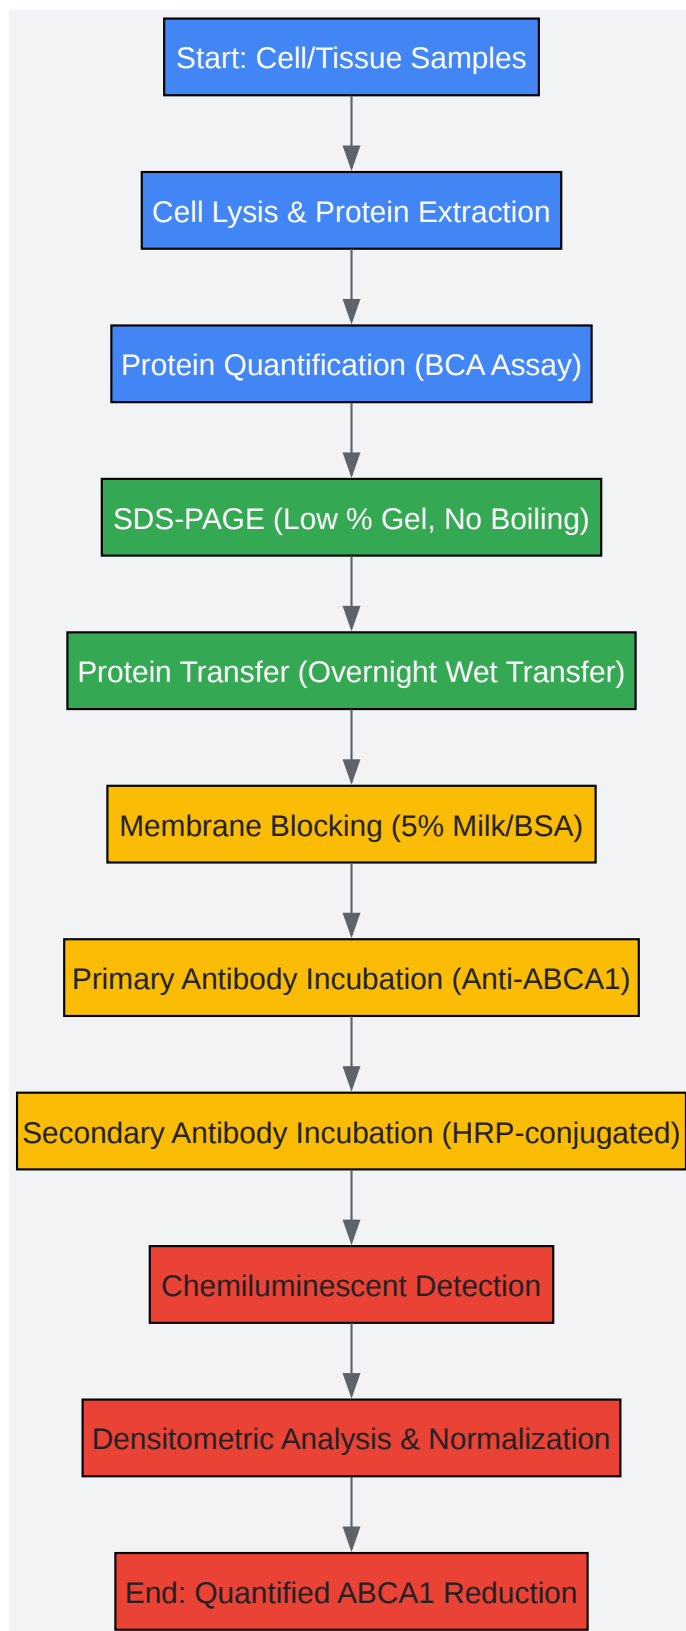 Start: Cell/Tissue Samples
Cell Lysis & Protein Extraction
Protein Quantification (BCA Assay)
SDS-PAGE (Low % Gel, No Boiling)
Protein Transfer (Overnight Wet Transfer)
Membrane Blocking (5% Milk/BSA)
Primary Antibody Incubation (Anti-ABCA1)
Secondary Antibody Incubation (HRP-conjugated)
Chemiluminescent Detection
Densitometric Analysis & Normalization
End: Quantified ABCA1 Reduction